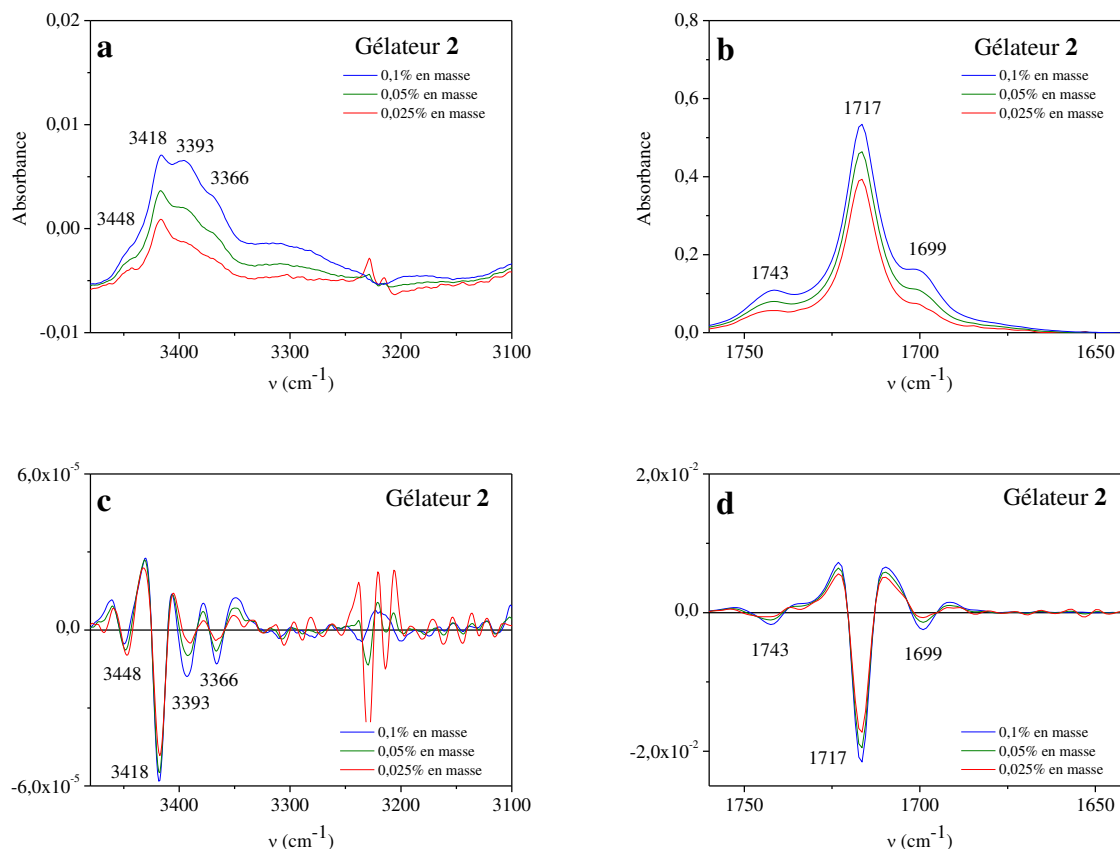 a
Gélateur 2
0,1% en masse
0,05% en masse
0,025% en masse
0,02
0,01
0,00
-0,01
Absorbance
3448
3418
3393
3366
3400
3300
3200
3100
ν (cm-1)
b
Gélateur 2
0,1% en masse
0,05% en masse
0,025% en masse
0,8
0,6
0,4
0,2
0,0
Absorbance
1743
1717
1699
1750
1700
1650
ν (cm-1)
c
Gélateur 2
6,0x10-5
0,0
-6,0x10-5
3448
3418
3393
3366
0,1% en masse
0,05% en masse
0,025% en masse
3400
3300
3200
3100
ν (cm-1)
d
Gélateur 2
2,0x10-2
0,0
-2,0x10-2
1743
1717
1699
0,1% en masse
0,05% en masse
0,025% en masse
1750
1700
1650
ν (cm-1)